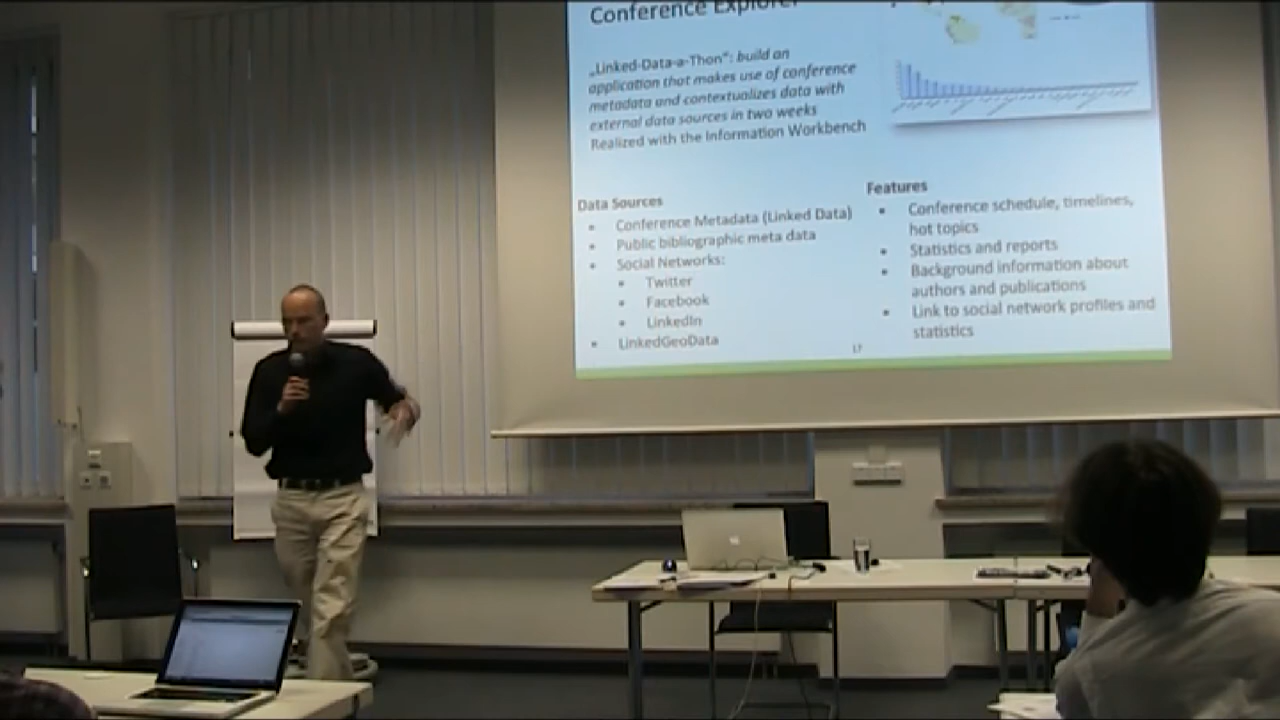 Conference Explorer
„Linked-Data-a-Thon“: build an
application that makes use of conference
metadata and contextualizes data with
external data sources in two weeks
Realized with the Information Workbench
Data Sources
• Conference Metadata (Linked Data)
• Public bibliographic meta data
• Social Networks:
• Twitter
• Facebook
• LinkedIn
• LinkedGeoData
Features
• Conference schedule, timelines,
hot topics
• Statistics and reports
• Background information about
authors and publications
• Link to social network profiles and
statistics
17